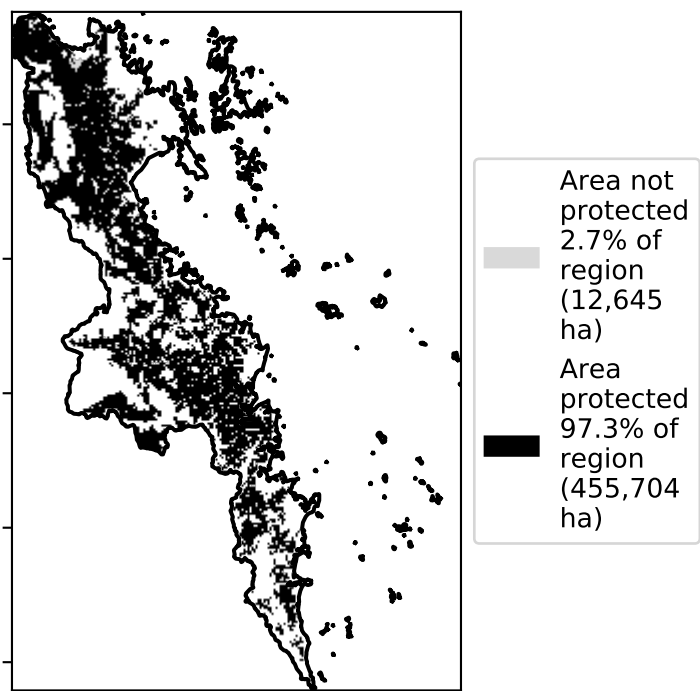 Area not
protected
2.7% of
region
(12,645
ha)
Area
protected
97.3% of
region
(455,704
ha)